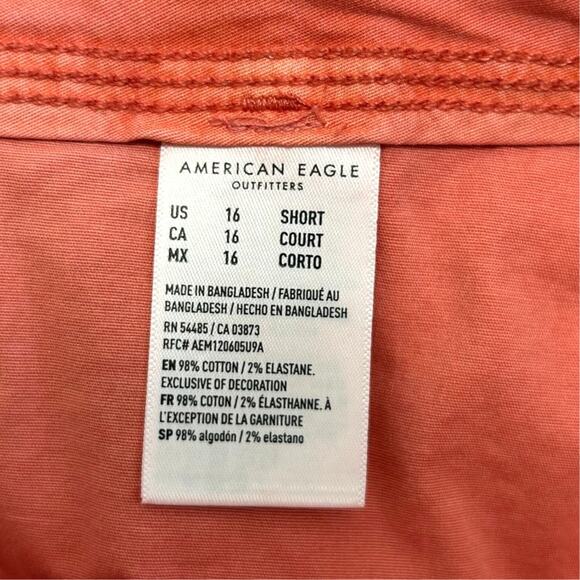 AMERICAN EAGLE
OUTFITTERS
US 16 SHORT
CA 16 COURT
MX 16 CORTO
MADE IN BANGLADESH / FABRIQUÉ AU
BANGLADESH / HECHO EN BANGLADESH
RN 54485 / CA 03873
RFC# AEM120605U9A
EN 98% COTTON / 2% ELASTANE.
EXCLUSIVE OF DECORATION
FR 98% COTON / 2% ÉLASTHANNE. À
L'EXCEPTION DE LA GARNITURE
SP 98% algodón / 2% elastano